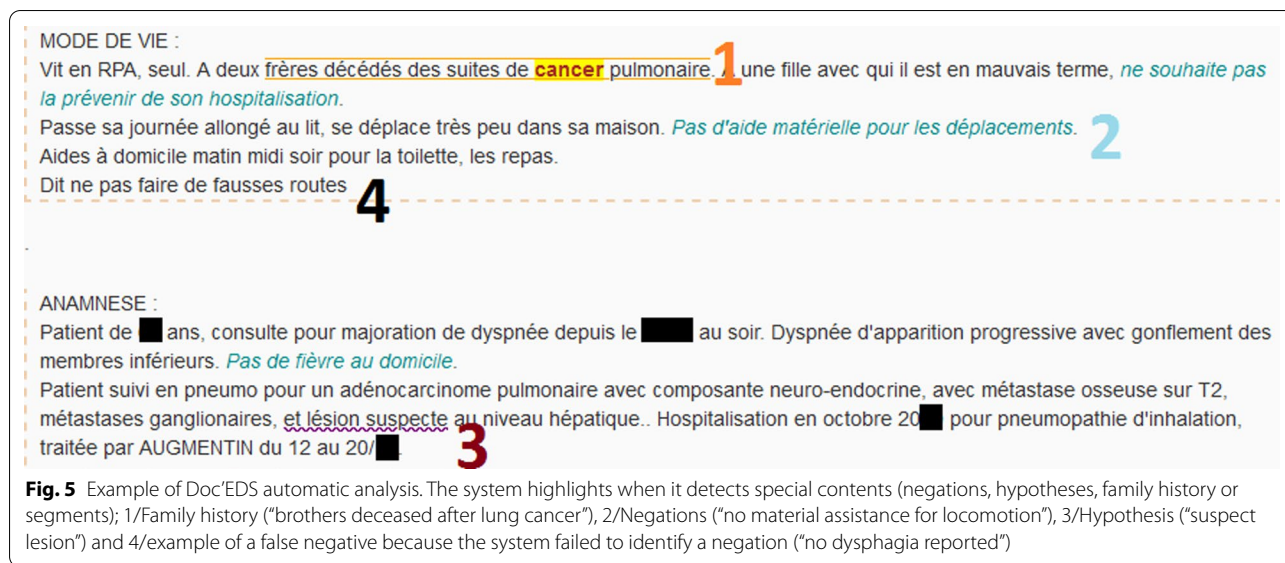 MODE DE VIE :
Vit en RPA, seul. A deux frères décédés des suites de cancer pulmonaire. A une fille avec qui il est en mauvais terme, ne souhaite pas
1
la prévenir de son hospitalisation.
Passe sa journée allongé au lit, se déplace très peu dans sa maison. Pas d'aide matérielle pour les déplacements.
2
Aides à domicile matin midi soir pour la toilette, les repas.
Dit ne pas faire de fausses routes
4
.
ANAMNESE :
Patient de ans, consulte pour majoration de dyspnée depuis le au soir. Dyspnée d'apparition progressive avec gonflement des
membres inférieurs. Pas de fièvre au domicile.
Patient suivi en pneumo pour un adénocarcinome pulmonaire avec composante neuro-endocrine, avec métastase osseuse sur T2,
métastases ganglionaires, et lésion suspecte au niveau hépatique.. Hospitalisation en octobre 20 pour pneumopathie d'inhalation,
traitée par AUGMENTIN du 12 au 20/ .
3
Fig. 5 Example of Doc'EDS automatic analysis. The system highlights when it detects special contents (negations, hypotheses, family history or
segments); 1/Family history (“brothers deceased after lung cancer”), 2/Negations (“no material assistance for locomotion”), 3/Hypothesis (“suspect
lesion”) and 4/example of a false negative because the system failed to identify a negation (“no dysphagia reported”)